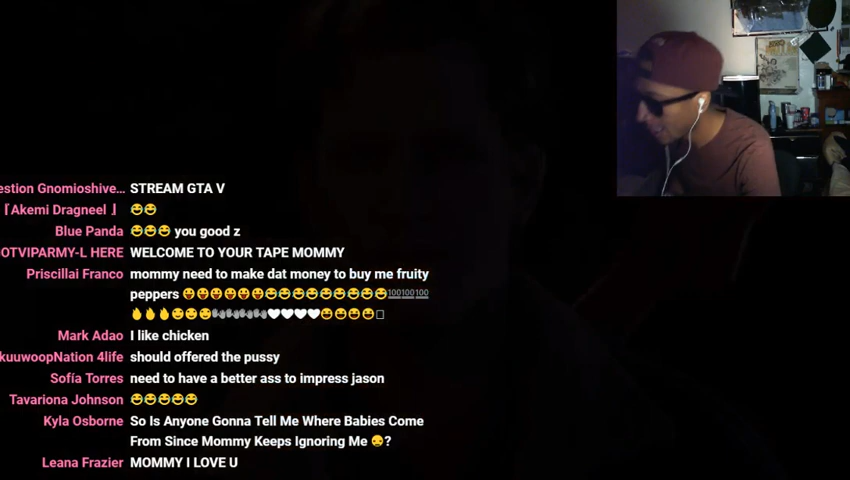 estion Gnomioshive... STREAM GTA V
『Akemi Dragneel 』 😂😂
Blue Panda 😂😂😂 you good z
OTVIPARMY-L HERE WELCOME TO YOUR TAPE MOMMY
Priscillai Franco mommy need to make dat money to buy me fruity
peppers 😛😛😛😛😛😛😂😂😂😂😂😂😂😂😂💯💯💯
🔥🔥🔥😊😊😊👏👏👏👏🤍🤍🤍🤍😆😆😆😆
Mark Adao I like chicken
kuuwoopNation 4life should offered the pussy
Sofía Torres need to have a better ass to impress jason
Tavariona Johnson 😂😂😂😂😂
Kyla Osborne So Is Anyone Gonna Tell Me Where Babies Come
From Since Mommy Keeps Ignoring Me 😔?
Leana Frazier MOMMY I LOVE U